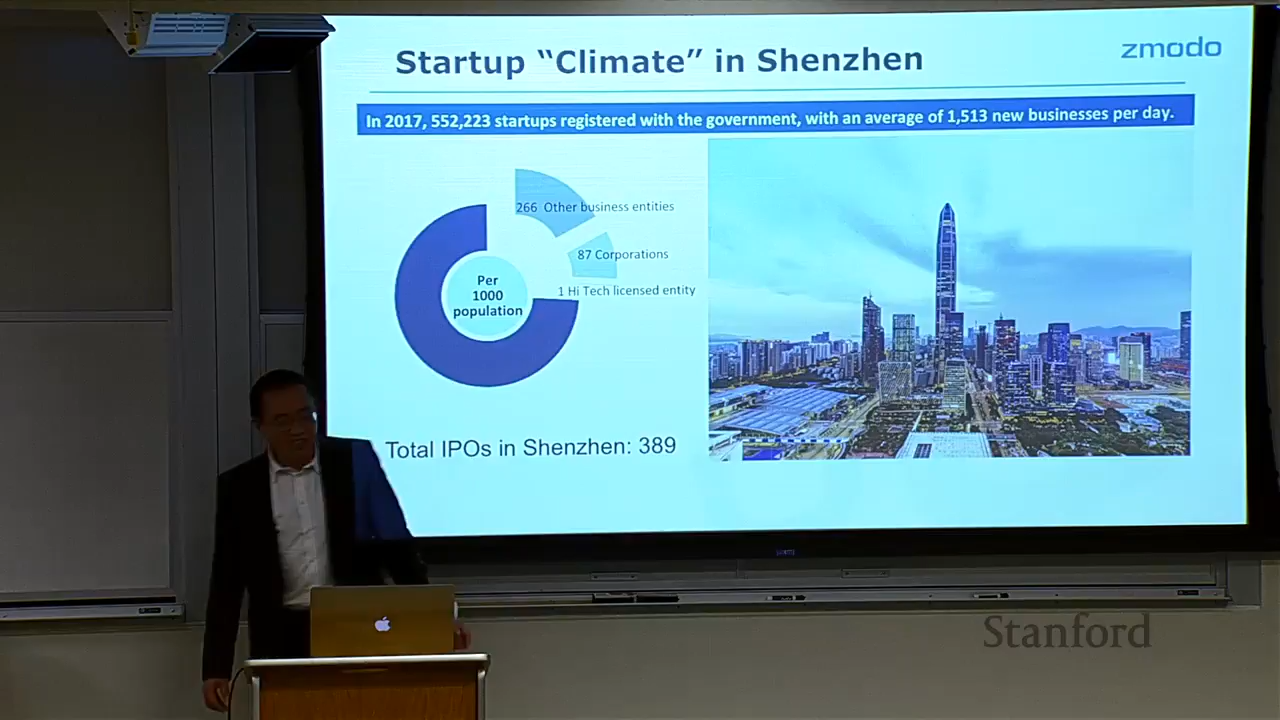 Startup “Climate” in Shenzhen
zmodo
In 2017, 552,223 startups registered with the government, with an average of 1,513 new businesses per day.
266 Other business entities
87 Corporations
1 Hi Tech licensed entity
Per
1000
population
Total IPOs in Shenzhen: 389
Stanford